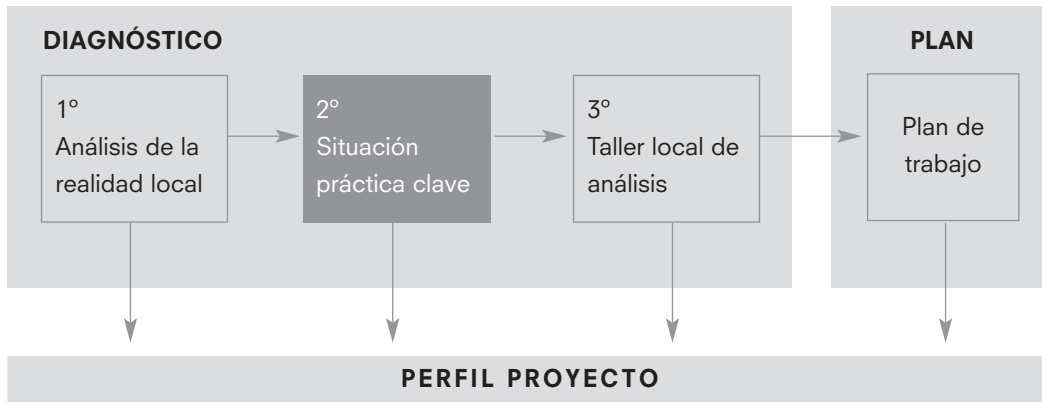 DIAGNÓSTICO
1º
Análisis de la
realidad local
2º
Situación
práctica clave
3º
Taller local de
análisis
PLAN
Plan de
trabajo
PERFIL PROYECTO